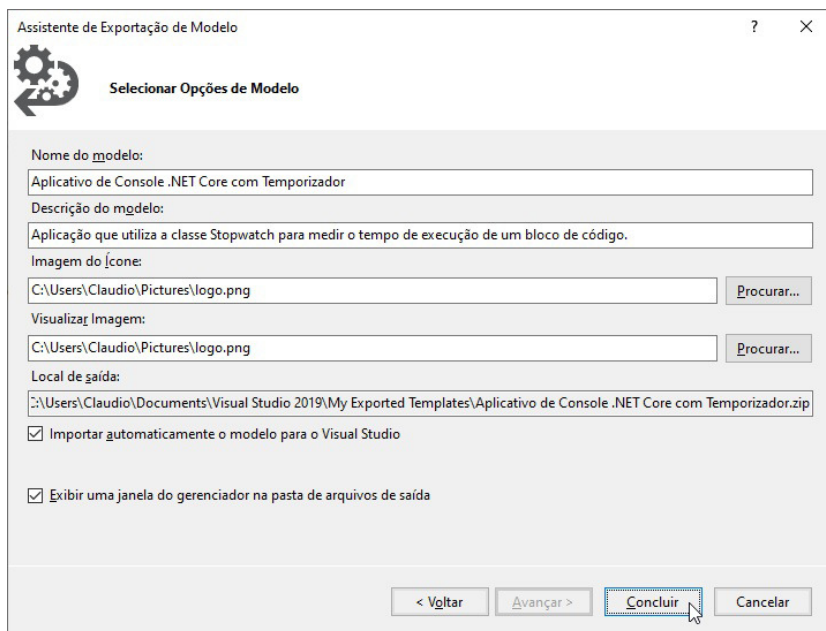 Assistente de Exportação de Modelo
?
Selecionar Opções de Modelo
Nome do modelo:
Aplicativo de Console .NET Core com Temporizador
Descrição do modelo:
Aplicação que utiliza a classe Stopwatch para medir o tempo de execução de um bloco de código.
Imagem do Ícone:
C:\Users\Claudio\Pictures\logo.png
Procurar...
Visualizar Imagem:
C:\Users\Claudio\Pictures\logo.png
Procurar...
Local de saída:
:\Users\Claudio\Documents\Visual Studio 2019\My Exported Templates\Aplicativo de Console .NET Core com Temporizador.zip
Importar automaticamente o modelo para o Visual Studio
Exibir uma janela do gerenciador na pasta de arquivos de saída
< Voltar Avançar > Concluir Cancelar